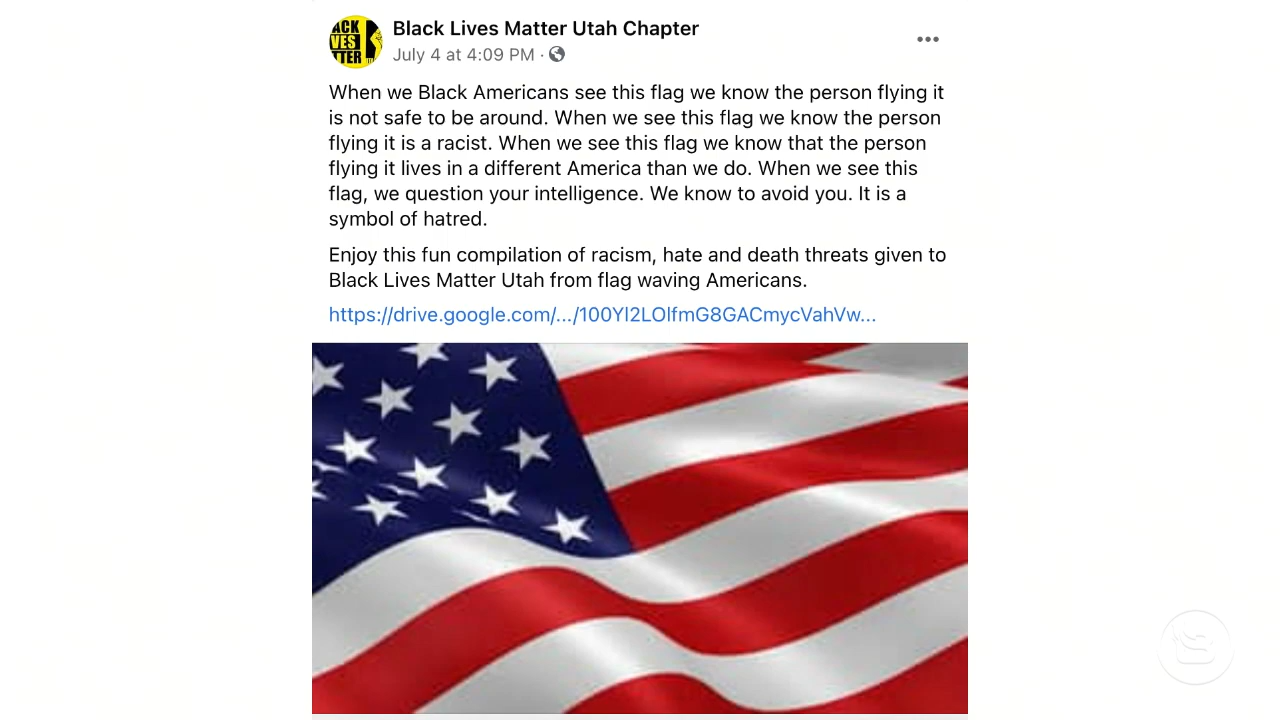 ACK
VES
TTER
Black Lives Matter Utah Chapter
July 4 at 4:09 PM ·
When we Black Americans see this flag we know the person flying it
is not safe to be around. When we see this flag we know the person
flying it is a racist. When we see this flag we know that the person
flying it lives in a different America than we do. When we see this
flag, we question your intelligence. We know to avoid you. It is a
symbol of hatred.
Enjoy this fun compilation of racism, hate and death threats given to
Black Lives Matter Utah from flag waving Americans.
https://drive.google.com/.../100Yl2LOlfmG8GACmycVahVw...